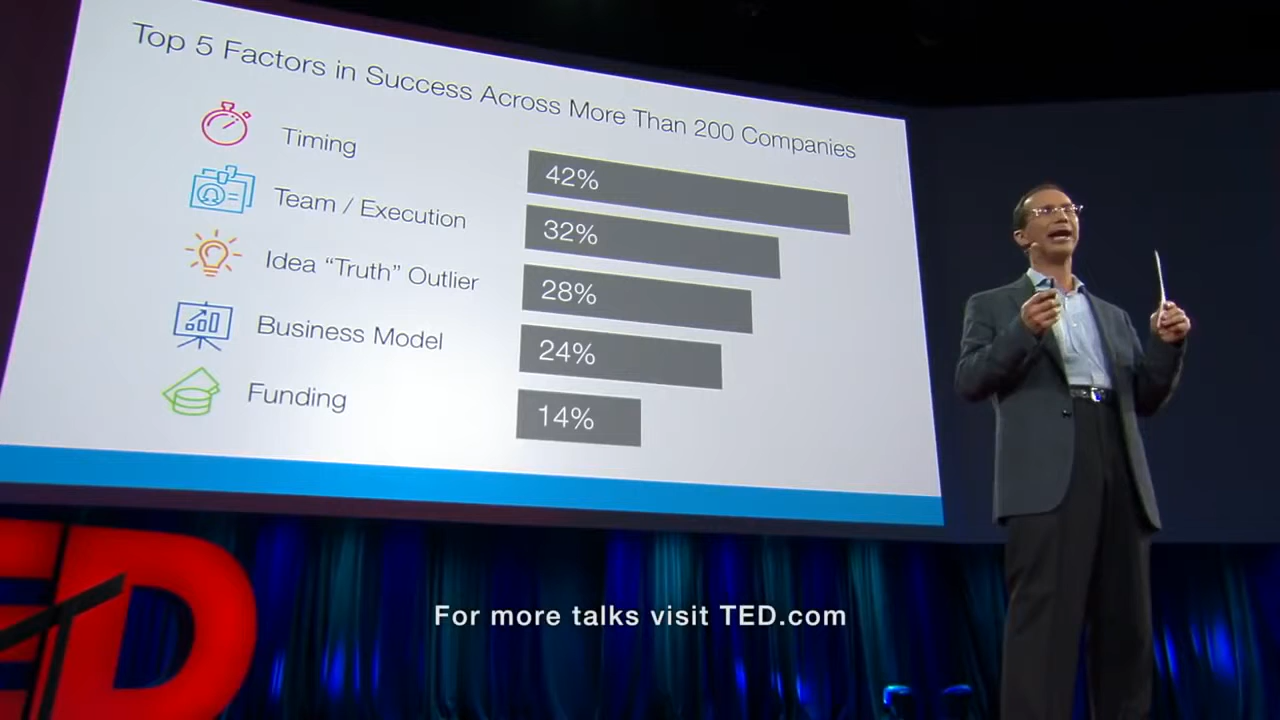 Top 5 Factors in Success Across More Than 200 Companies
Timing 42%
Team / Execution 32%
Idea “Truth” Outlier 28%
Business Model 24%
Funding 14%
TED
For more talks visit TED.com